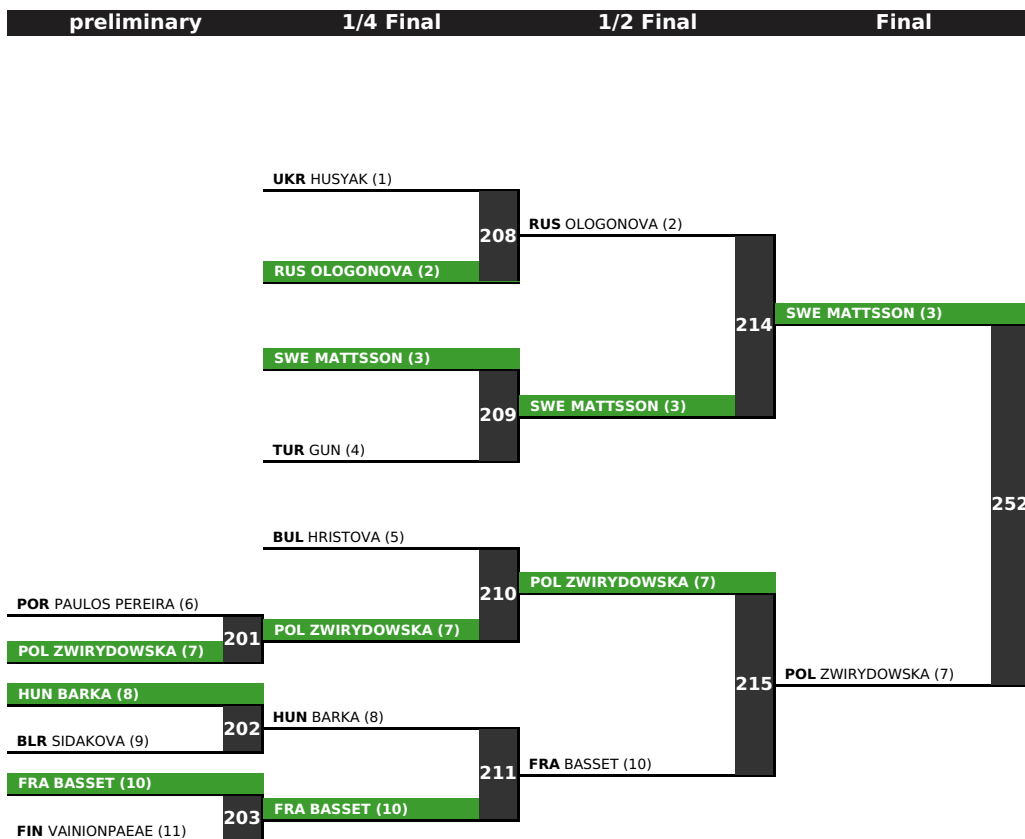 preliminary 1/4 Final 1/2 Final Final
UKR HUSYAK (1)
208
RUS OLOGONOVA (2)
RUS OLOGONOVA (2)
214
SWE MATTSSON (3)
SWE MATTSSON (3)
209
SWE MATTSSON (3)
TUR GUN (4)
252
BUL HRISTOVA (5)
210
POL ZWIRYDOWSKA (7)
POR PAULOS PEREIRA (6)
201
POL ZWIRYDOWSKA (7)
POL ZWIRYDOWSKA (7)
215
POL ZWIRYDOWSKA (7)
HUN BARKA (8)
202
HUN BARKA (8)
BLR SIDAKOVA (9)
211
FRA BASSET (10)
FRA BASSET (10)
203
FRA BASSET (10)
FIN VAINIONPAEAE (11)